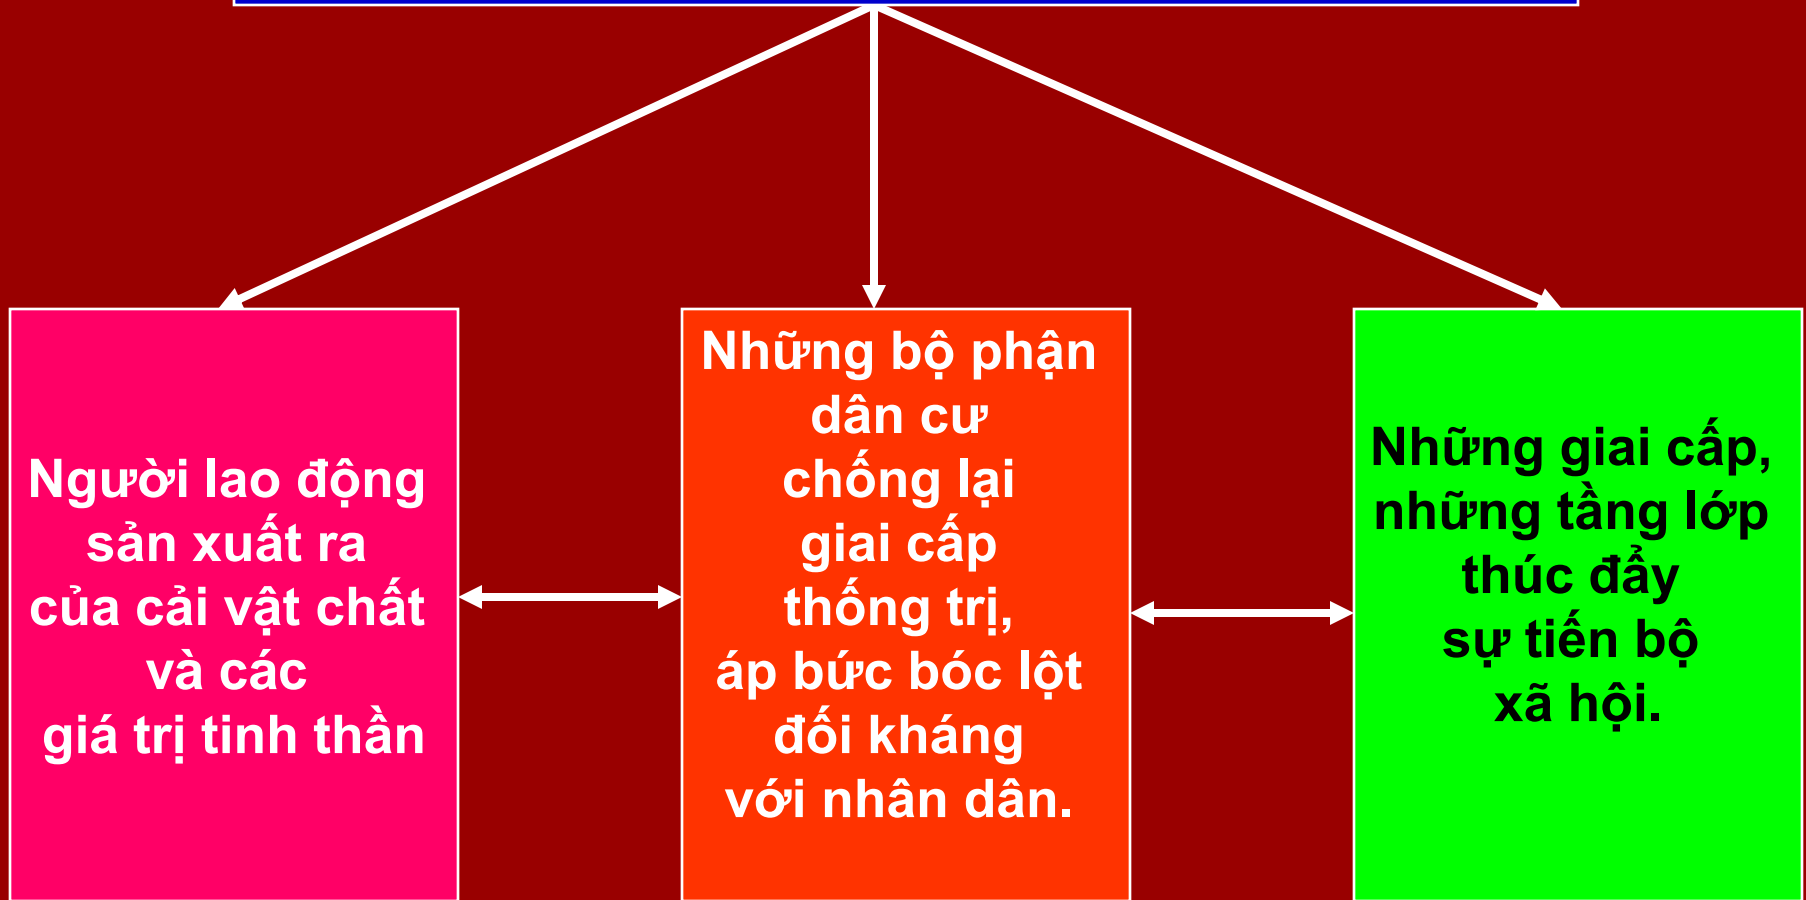 Người lao động
sản xuất ra
của cải vật chất
và các
giá trị tinh thần
Những bộ phận
dân cư
chống lại
giai cấp
thống trị,
áp bức bóc lột
đối kháng
với nhân dân.
Những giai cấp,
những tầng lớp
thúc đẩy
sự tiến bộ
xã hội.